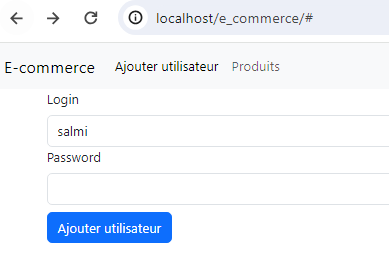 localhost/e_commerce/#
E-commerce Ajouter utilisateur Produits
Login
salmi
Password
Ajouter utilisateur